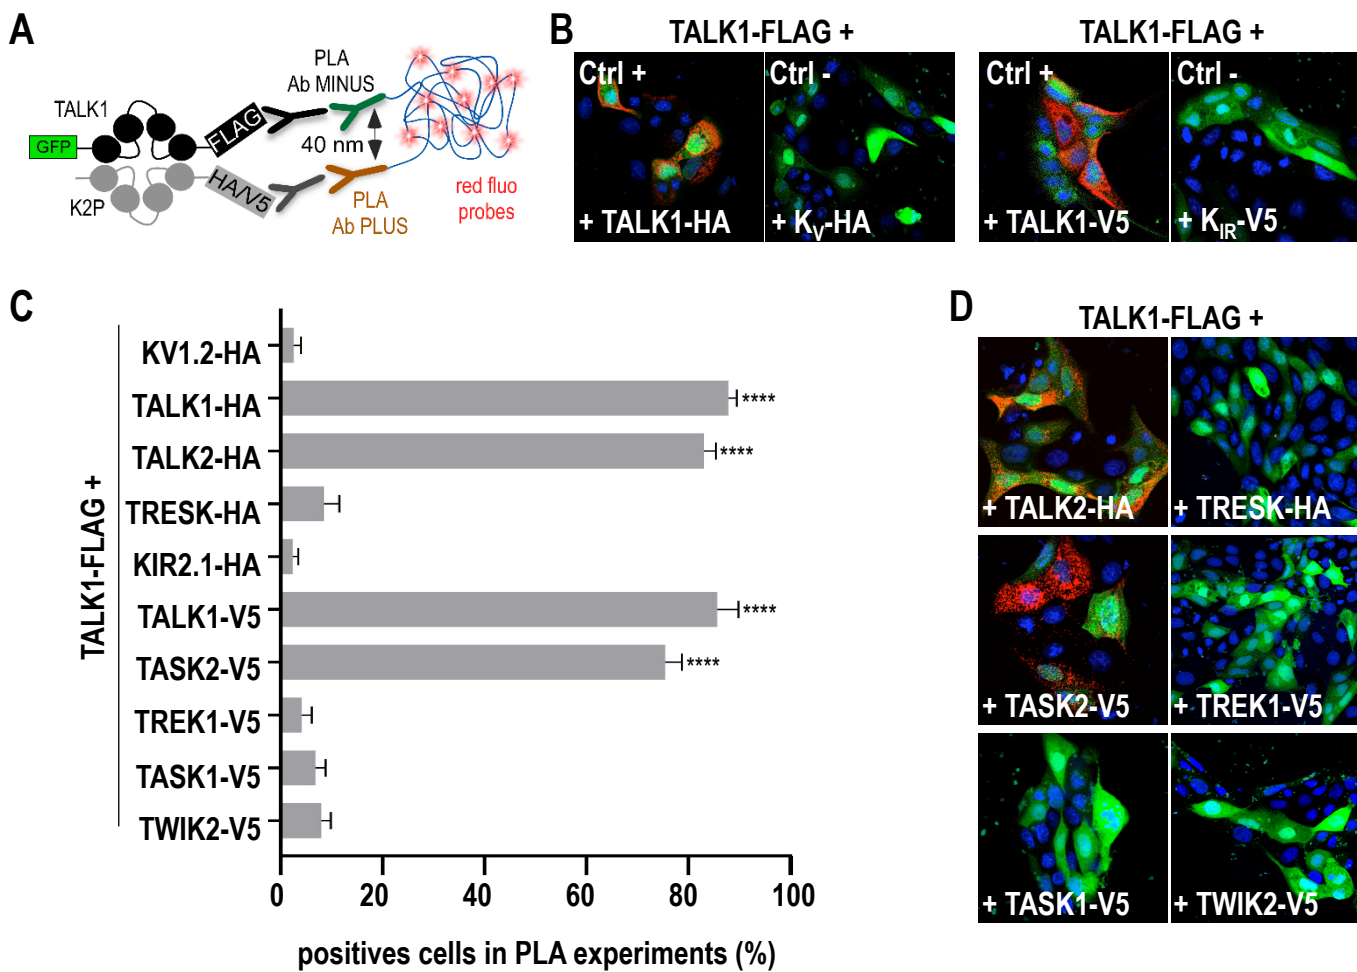 A
TALK1
GFP
FLAG
K2P
HA/V5
PLA
Ab MINUS
40 nm
PLA
Ab PLUS
red fluo
probes
B
TALK1-FLAG +
Ctrl +
+ TALK1-HA
Ctrl -
+ KV-HA
TALK1-FLAG +
Ctrl +
+ TALK1-V5
Ctrl -
+ KIR-V5
C
TALK1-FLAG +
KV1.2-HA
TALK1-HA
****
TALK2-HA
****
TRESK-HA
KIR2.1-HA
TALK1-V5
****
TASK2-V5
****
TREK1-V5
TASK1-V5
TWIK2-V5
0 20 40 60 80 100
positives cells in PLA experiments (%)
D
TALK1-FLAG +
+ TALK2-HA
+ TRESK-HA
+ TASK2-V5
+ TREK1-V5
+ TASK1-V5
+ TWIK2-V5